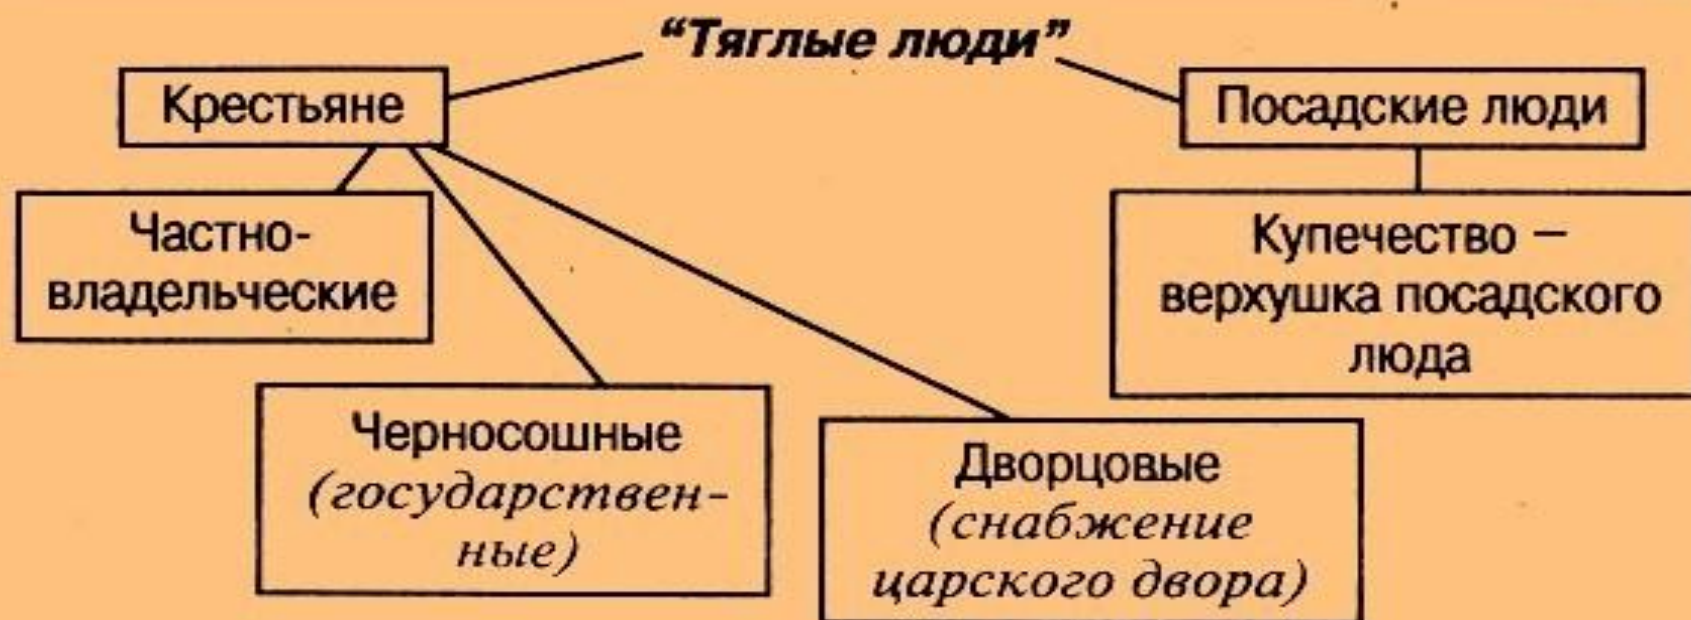 “Тяглые люди”
Крестьяне
Посадские люди
Частно-
владельческие
Купечество –
верхушка посадского
люда
Черносошные
(государствен-
ные)
Дворцовые
(снабжение
царского двора)